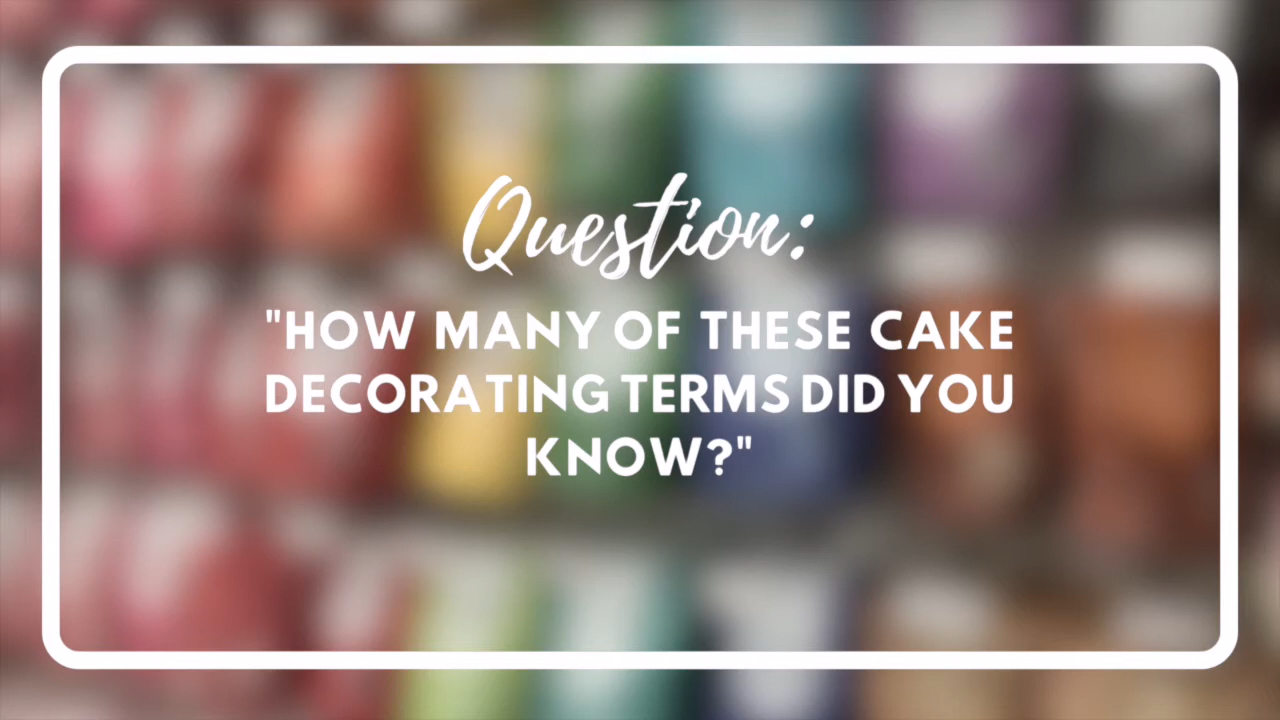 Question:
"HOW MANY OF THESE CAKE
DECORATING TERMS DID YOU
KNOW?"